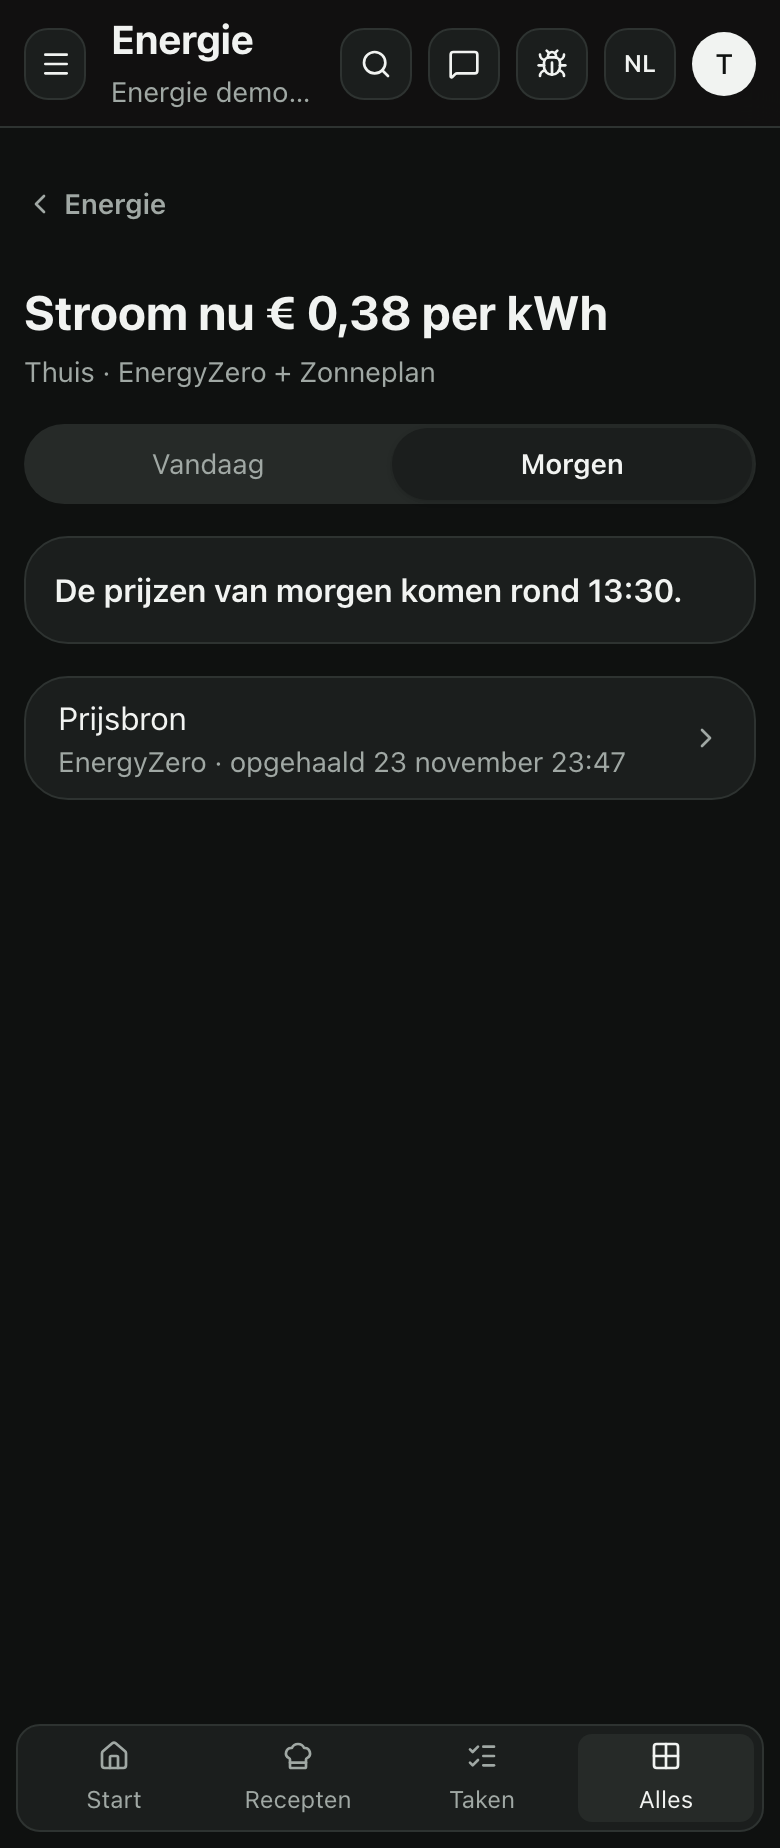 Energie
Energie demo...
NL
T
Energie
Stroom nu € 0,38 per kWh
Thuis · EnergyZero + Zonneplan
Vandaag
Morgen
De prijzen van morgen komen rond 13:30.
Prijsbron
EnergyZero · opgehaald 23 november 23:47
Start
Recepten
Taken
Alles